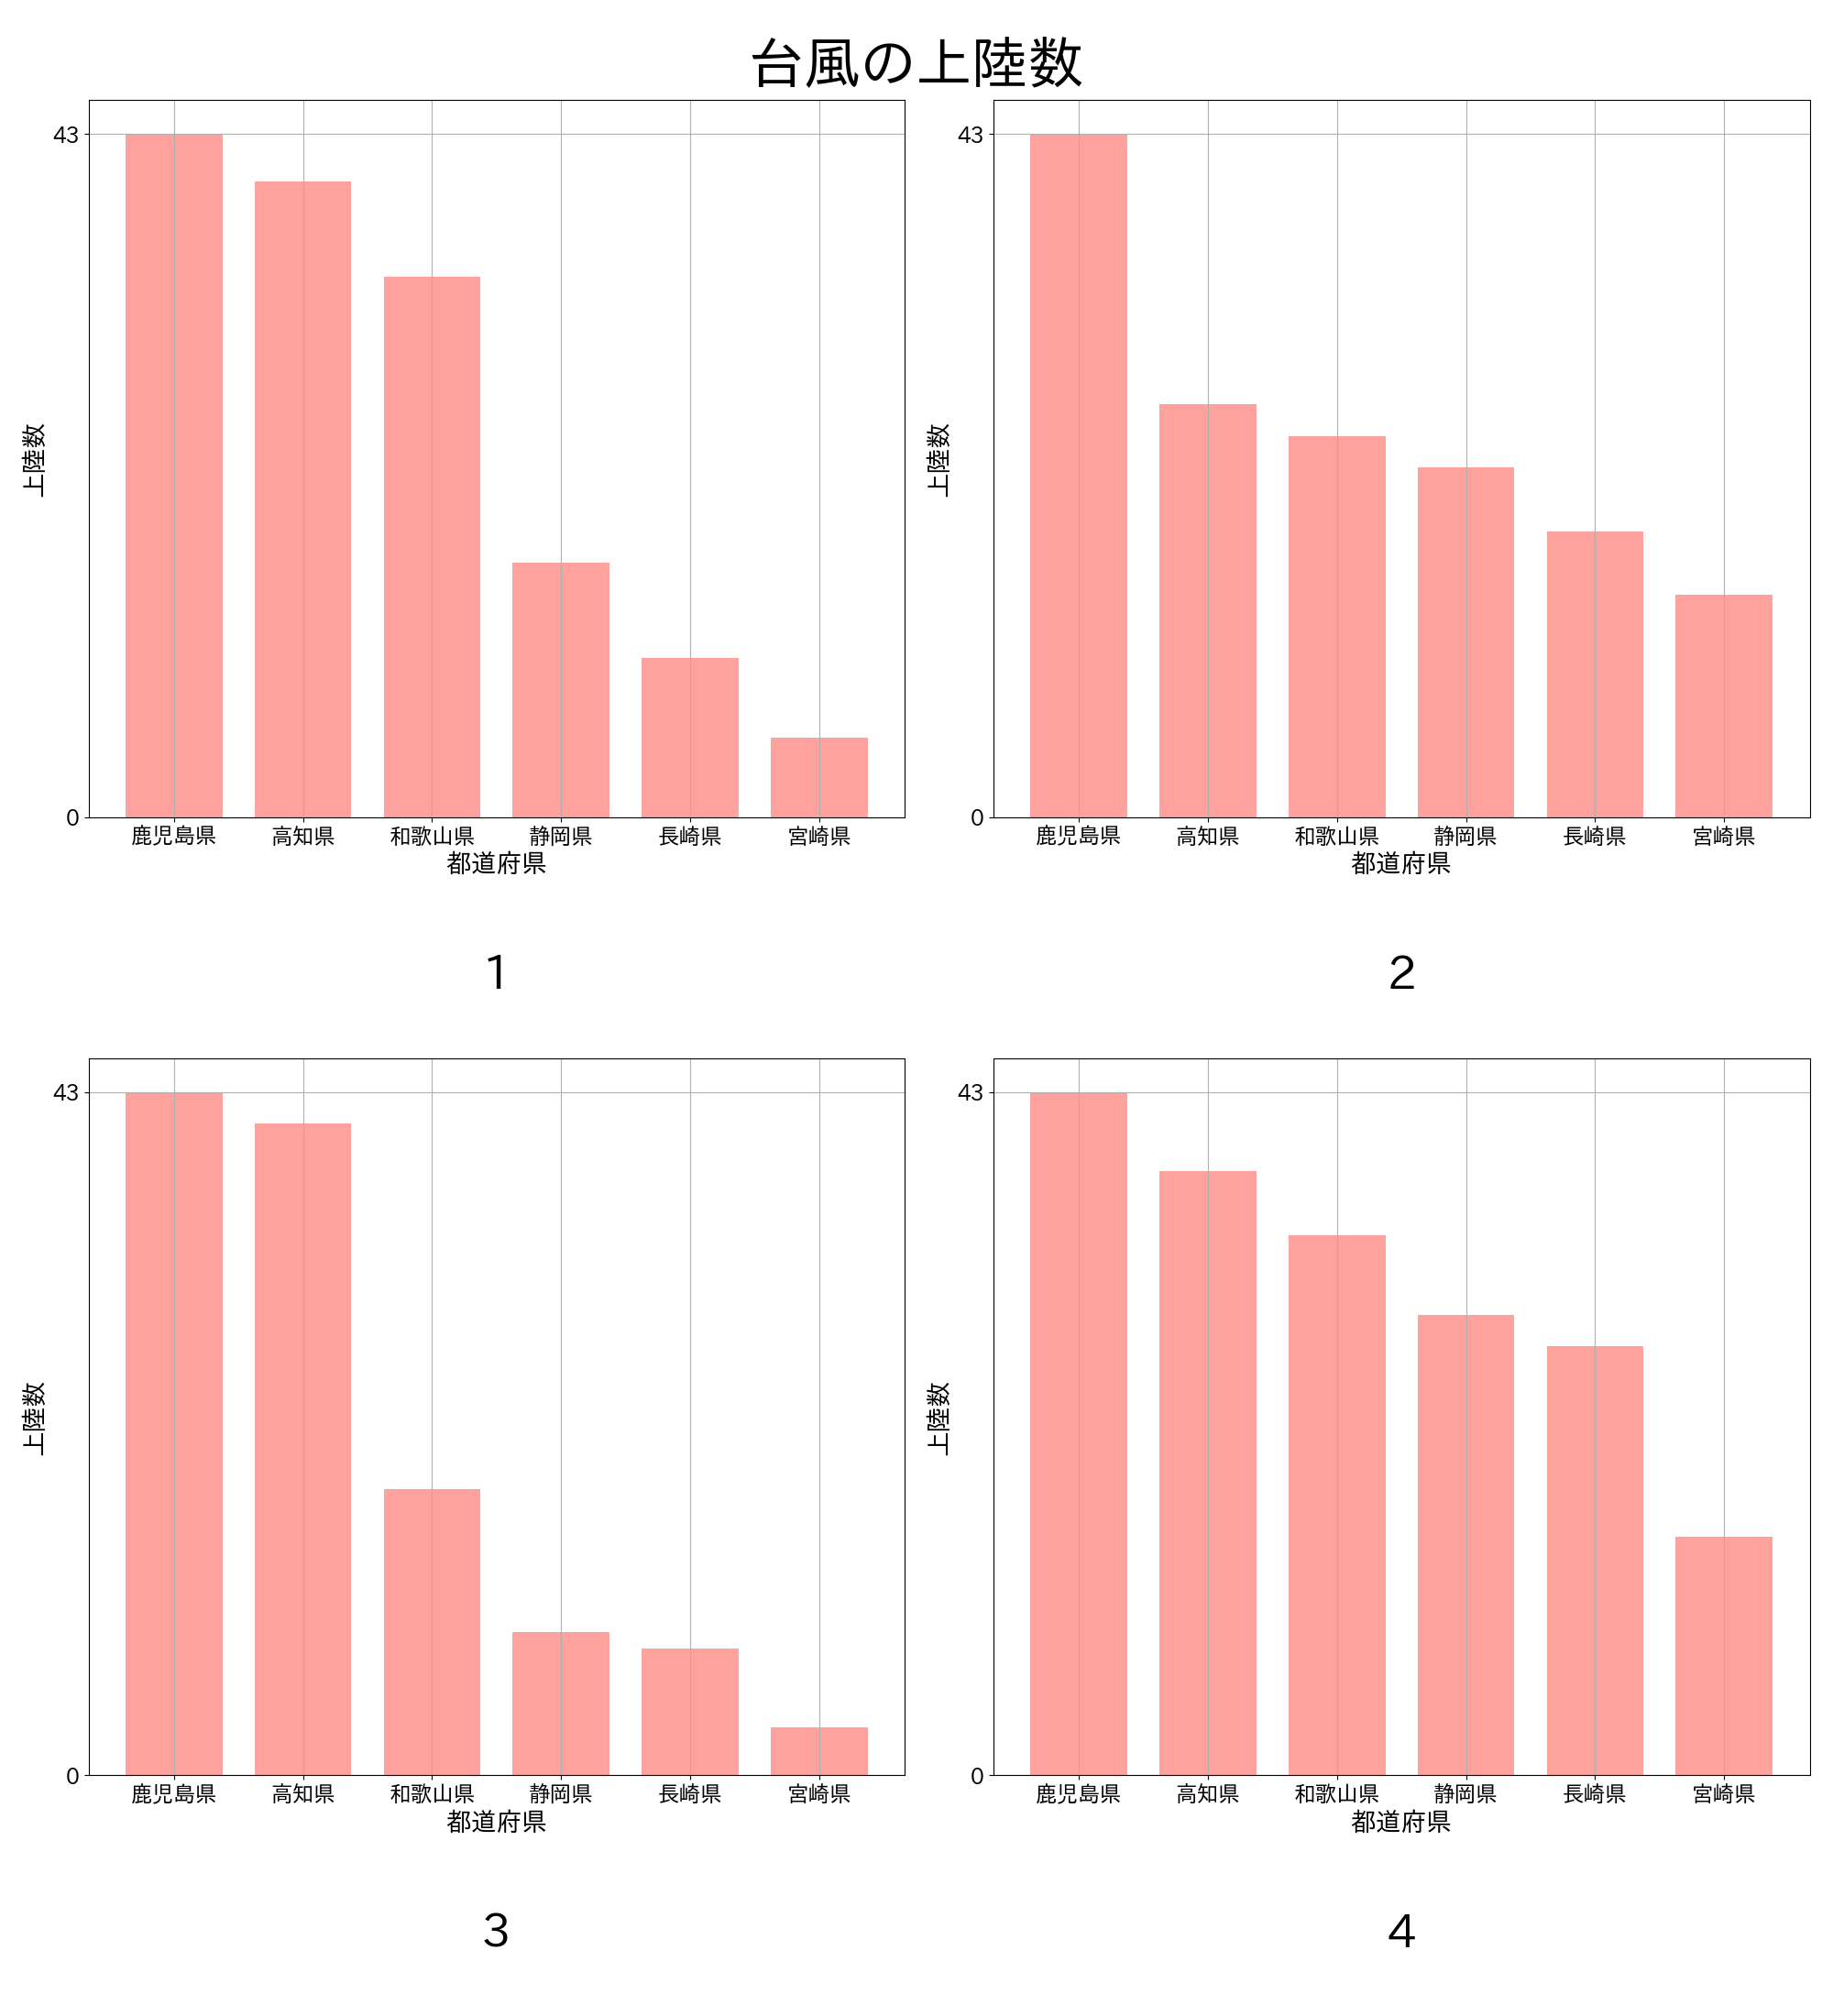 台風の上陸数
43
0
上陸数
鹿児島県 高知県 和歌山県 静岡県 長崎県 宮崎県
都道府県
1
43
0
上陸数
鹿児島県 高知県 和歌山県 静岡県 長崎県 宮崎県
都道府県
2
43
0
上陸数
鹿児島県 高知県 和歌山県 静岡県 長崎県 宮崎県
都道府県
3
43
0
上陸数
鹿児島県 高知県 和歌山県 静岡県 長崎県 宮崎県
都道府県
4